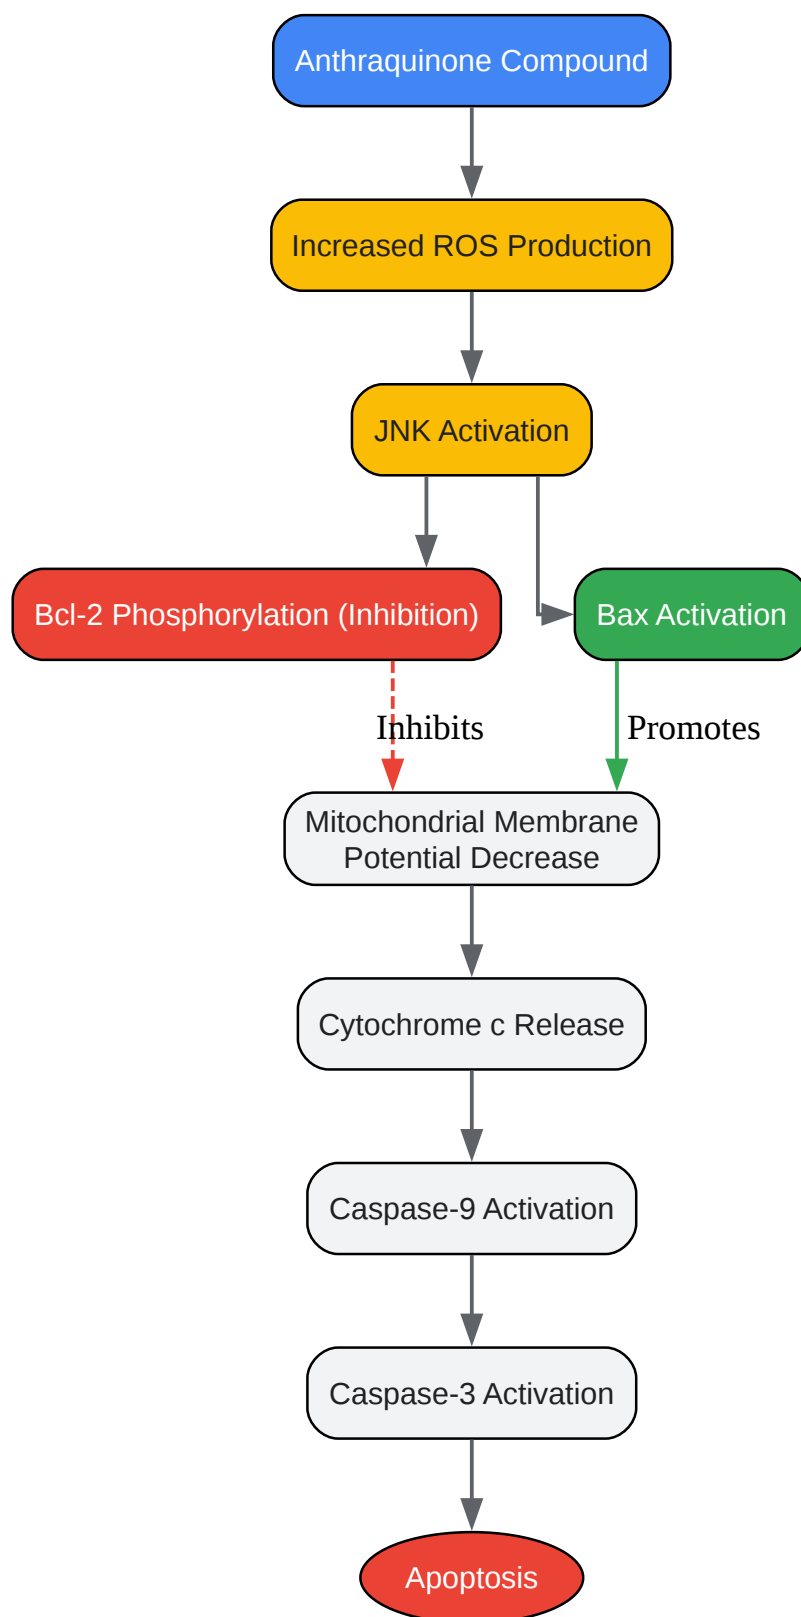 Anthraquinone Compound
Increased ROS Production
JNK Activation
Bcl-2 Phosphorylation (Inhibition)
Bax Activation
Inhibits
Promotes
Mitochondrial Membrane
Potential Decrease
Cytochrome c Release
Caspase-9 Activation
Caspase-3 Activation
Apoptosis